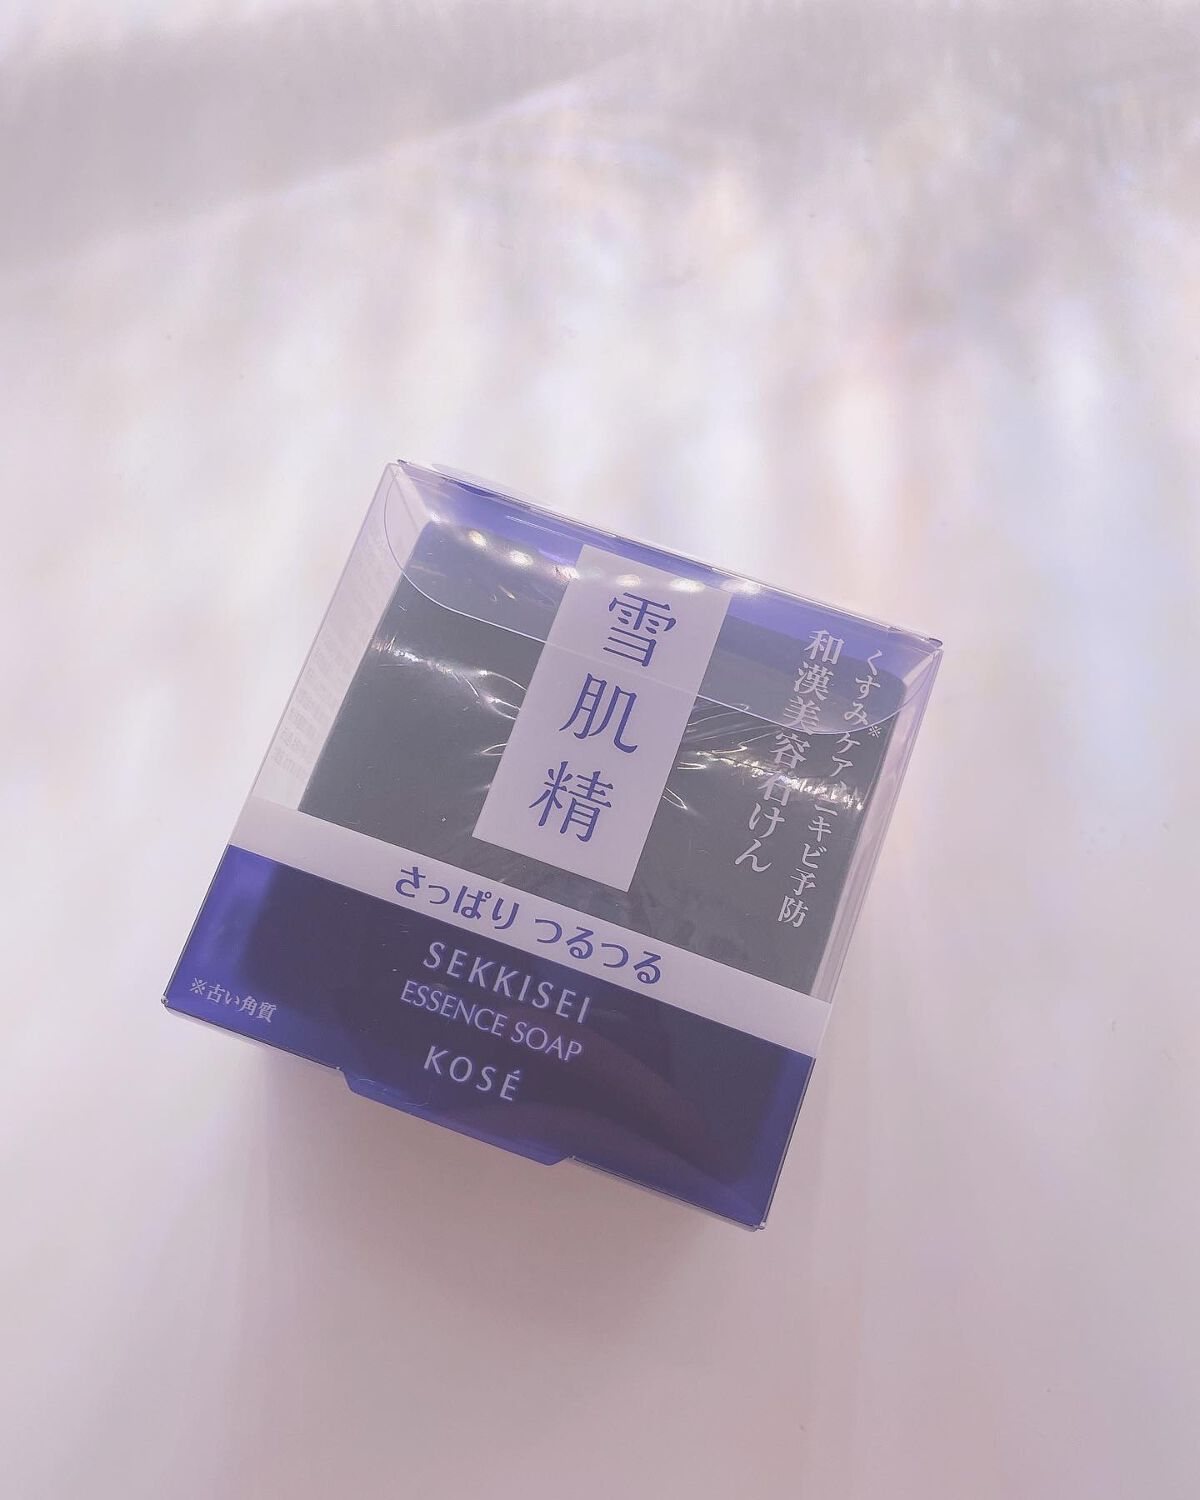 くすみ※ケア・ニキビ予防
和漢美容石けん
雪肌精
さっぱり つるつる
SEKKISEI
ESSENCE SOAP
KOSÉ
※古い角質